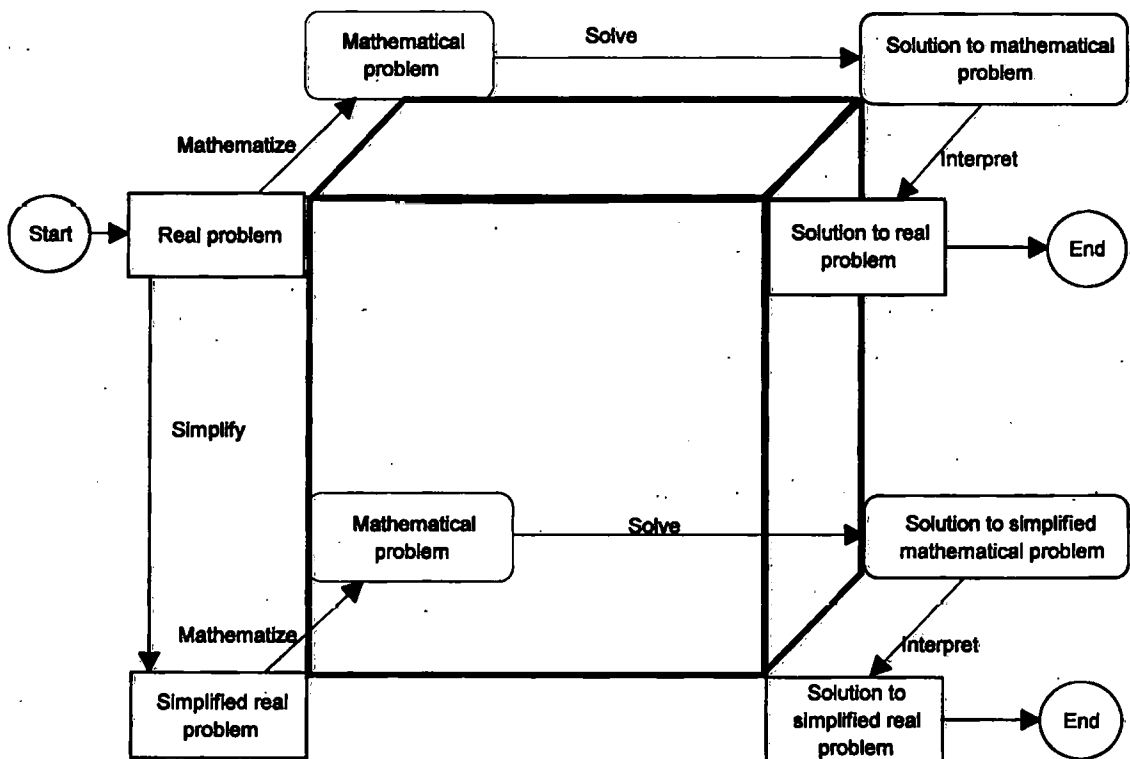 Mathematical
problem
Solve
Solution to mathematical
problem
Mathematize
Interpret
Start
Real problem
Solution to real
problem
End
Simplify
Mathematical
problem
Solve
Solution to simplified
mathematical problem
Mathematize
Interpret
Simplified real
problem
Solution to
simplified real
problem
End